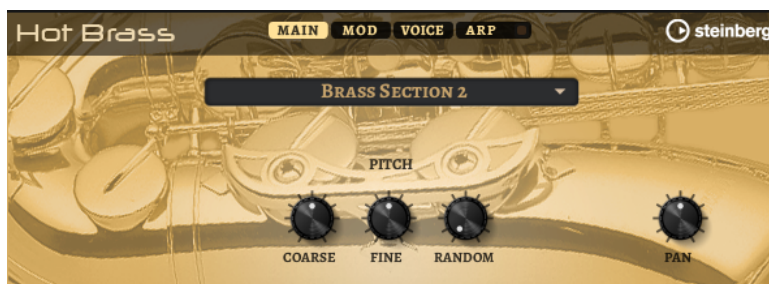 Hot Brass
MAIN MOD VOICE ARP
steinberg
BRASS SECTION 2
PITCH
COARSE FINE RANDOM PAN